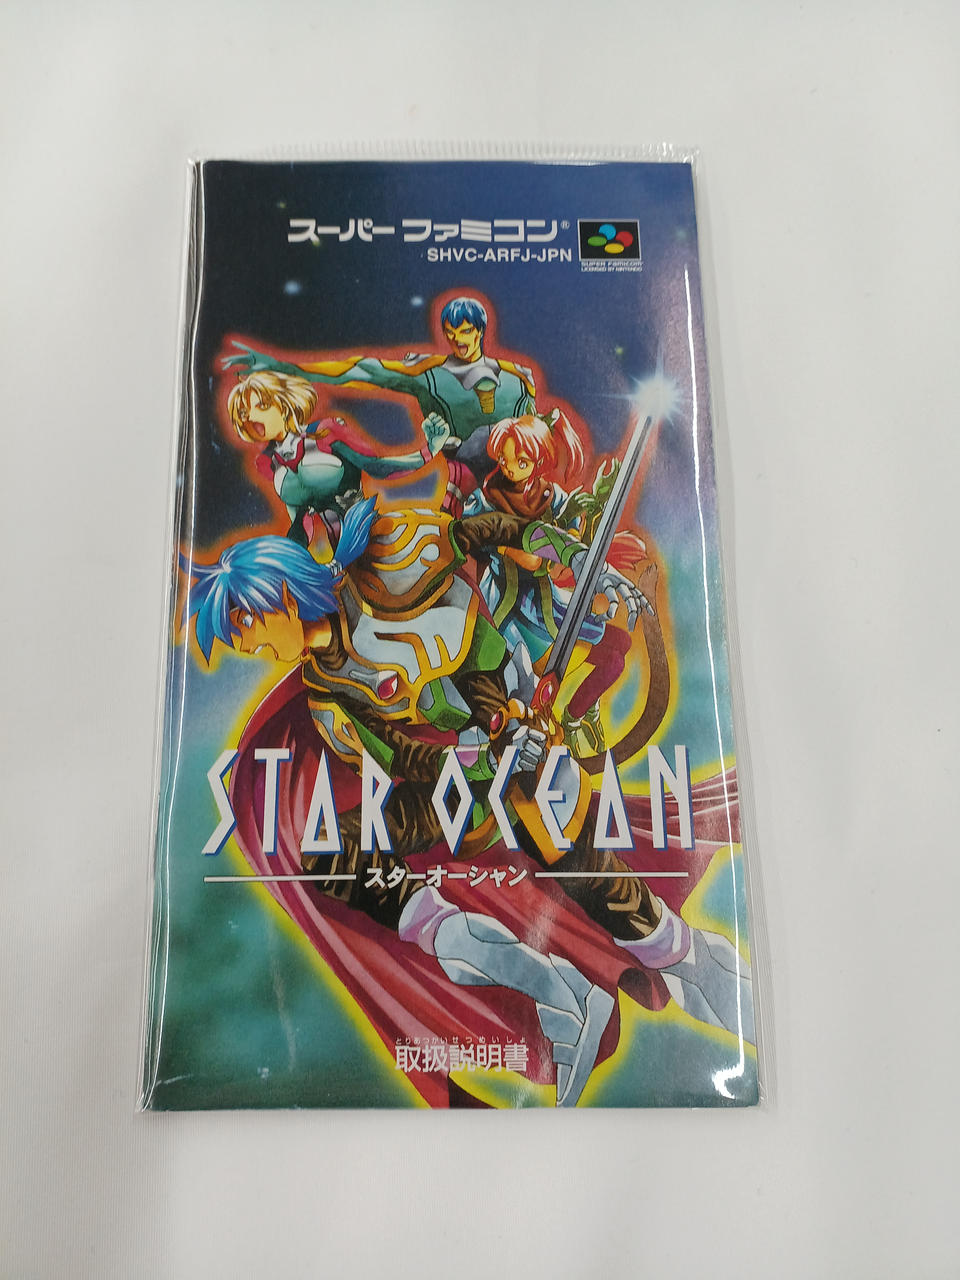 スーパーファミコン®
SHVC-ARFJ-JPN
SUPER FAMICOM
LICENSED BY NINTENDO
STAR OCEAN
スターオーシャン
とりあつかいせつめいしょ
取扱説明書